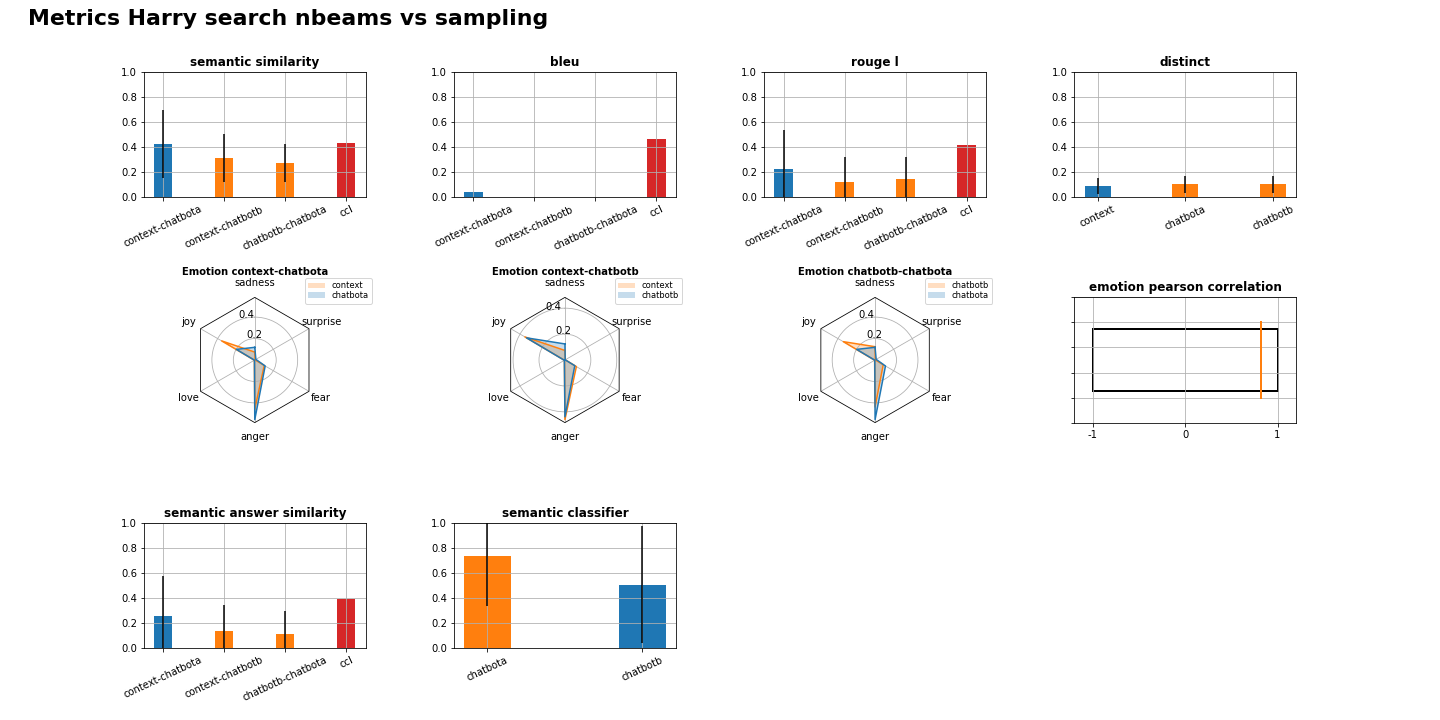 Metrics Harry search nbeams vs sampling
semantic similarity
1.0
0.8
0.6
0.4
0.2
0.0
context-chatbota
context-chatbotb
chatbotb-chatbota
ccl
bleu
1.0
0.8
0.6
0.4
0.2
0.0
context-chatbota
context-chatbotb
chatbotb-chatbota
ccl
rouge l
1.0
0.8
0.6
0.4
0.2
0.0
context-chatbota
context-chatbotb
chatbotb-chatbota
ccl
distinct
1.0
0.8
0.6
0.4
0.2
0.0
context
chatbota
chatbotb
Emotion context-chatbota
sadness
context
chatbota
joy
0.4
surprise
0.2
love
fear
anger
Emotion context-chatbotb
sadness
context
chatbotb
0.4
joy
surprise
0.2
love
fear
anger
Emotion chatbotb-chatbota
sadness
chatbotb
chatbota
joy
0.4
surprise
0.2
love
fear
anger
emotion pearson correlation
-1
0
1
semantic answer similarity
1.0
0.8
0.6
0.4
0.2
0.0
context-chatbota
context-chatbotb
chatbotb-chatbota
ccl
semantic classifier
1.0
0.8
0.6
0.4
0.2
0.0
chatbota
chatbotb